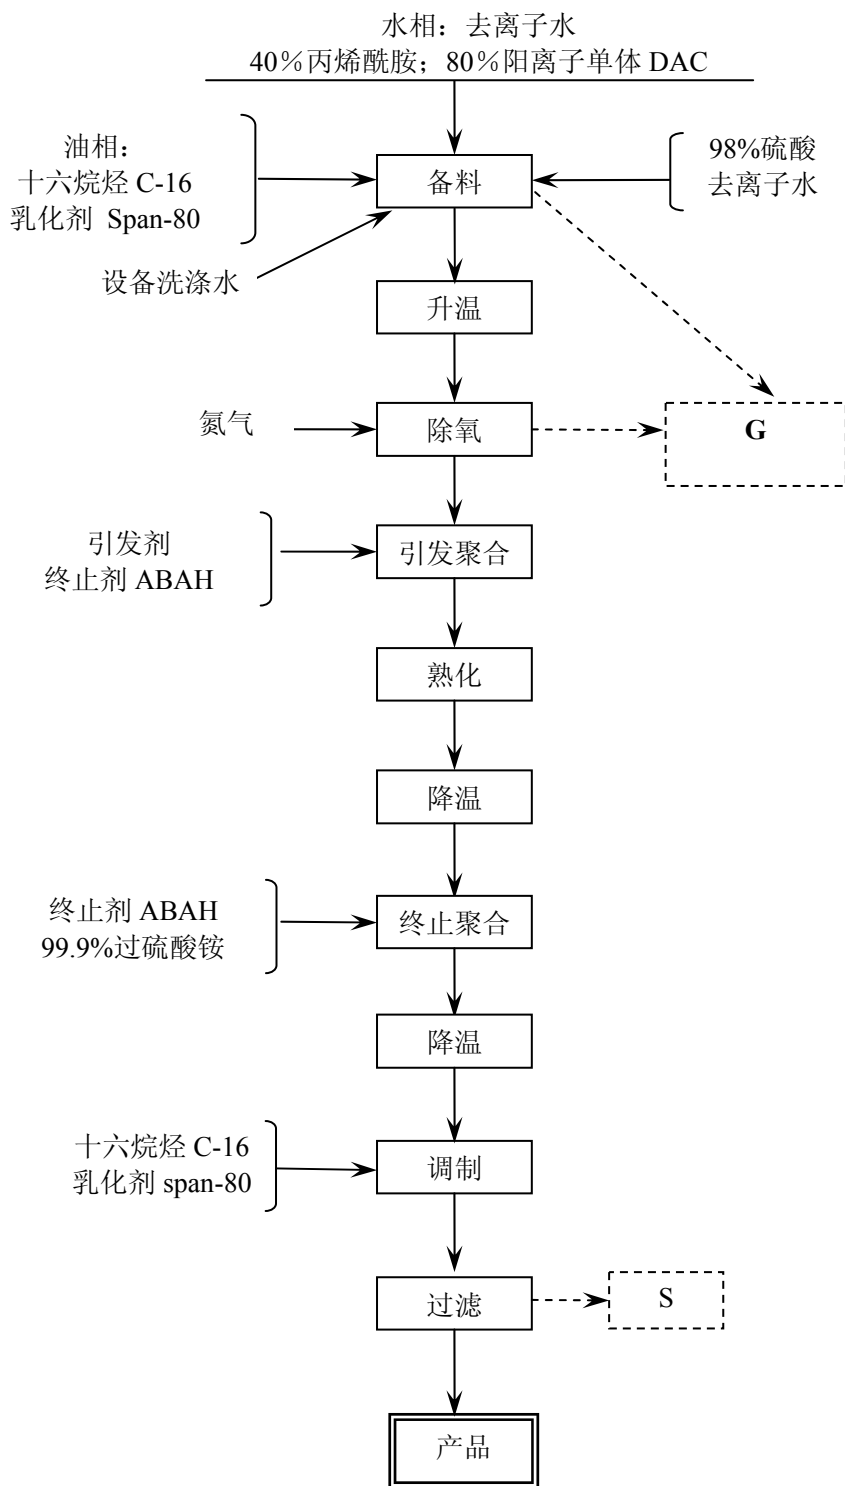 水相：去离子水
40％丙烯酰胺；80％阳离子单体 DAC
油相：
十六烷烃 C-16
乳化剂 Span-80
备料
98%硫酸
去离子水
设备洗涤水
升温
氮气
除氧
G
引发剂
终止剂 ABAH
引发聚合
熟化
降温
终止剂 ABAH
99.9%过硫酸铵
终止聚合
降温
十六烷烃 C-16
乳化剂 span-80
调制
过滤
S
产品